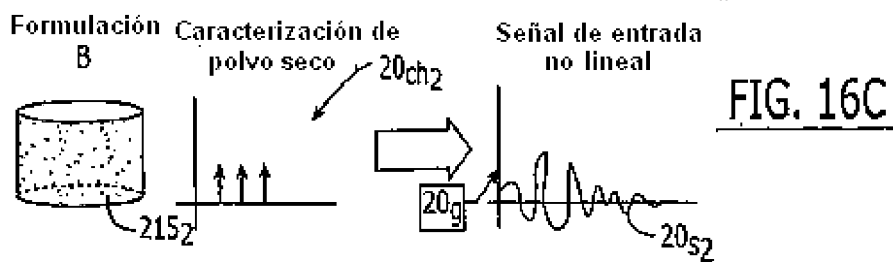 Formulación
B
Caracterización de
polvo seco
20ch2
Señal de entrada
no lineal
FIG. 16C
2152
20g
20s2